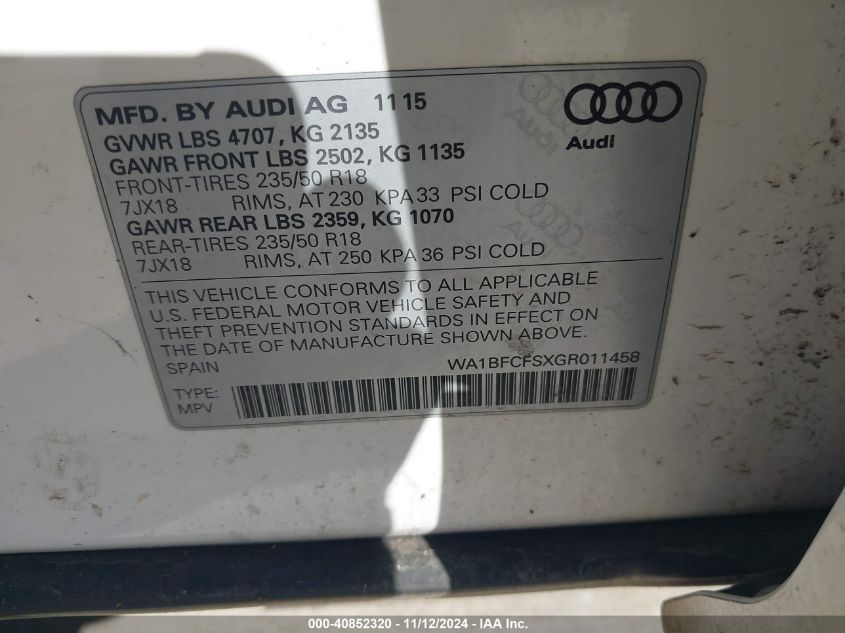 MFD. BY AUDI AG 11 15
Audi
GVWR LBS 4707, KG 2135
GAWR FRONT LBS 2502, KG 1135
FRONT-TIRES 235/50 R18
7JX18 RIMS, AT 230 KPA 33 PSI COLD
GAWR REAR LBS 2359, KG 1070
REAR-TIRES 235/50 R18
7JX18 RIMS, AT 250 KPA 36 PSI COLD
THIS VEHICLE CONFORMS TO ALL APPLICABLE
U.S. FEDERAL MOTOR VEHICLE SAFETY AND
THEFT PREVENTION STANDARDS IN EFFECT ON
THE DATE OF MANUFACTURE SHOWN ABOVE.
SPAIN WA1BFCFSXGR011458
TYPE:
MPV
000-40852320 - 11/12/2024 - IAA Inc.